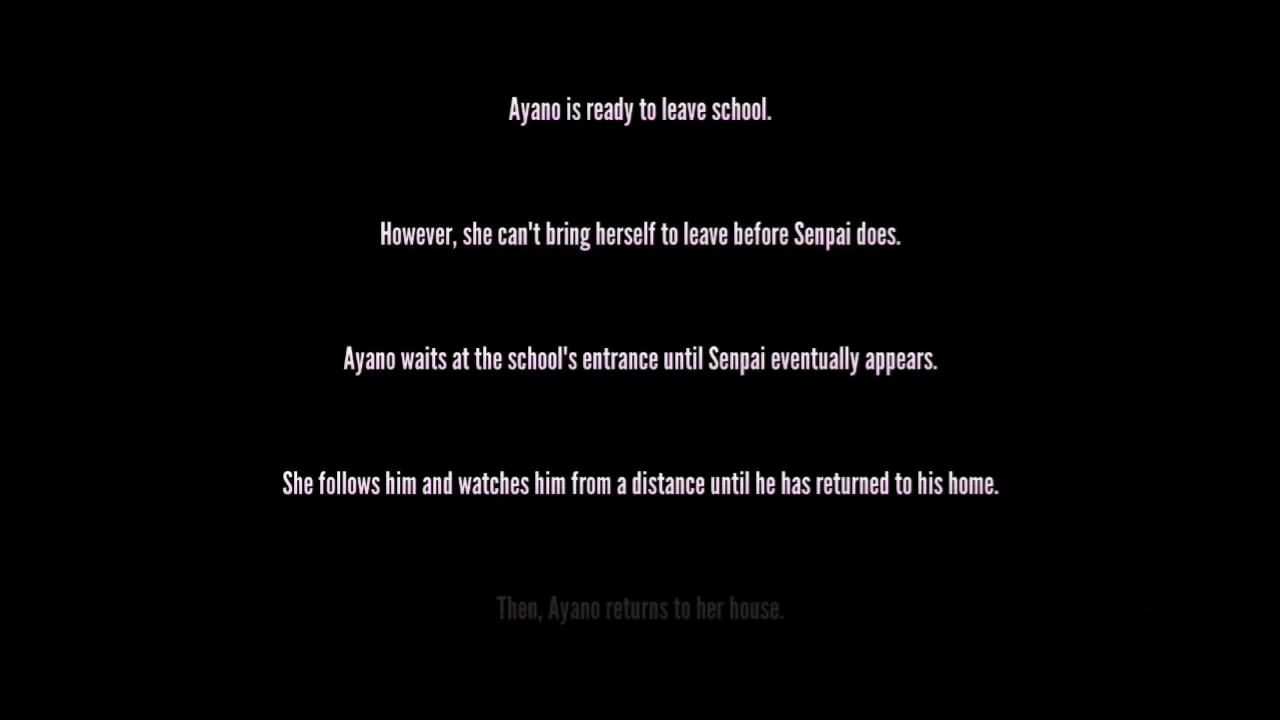 Ayano is ready to leave school.
However, she can't bring herself to leave before Senpai does.
Ayano waits at the school's entrance until Senpai eventually appears.
She follows him and watches him from a distance until he has returned to his home.
Then, Ayano returns to her house.